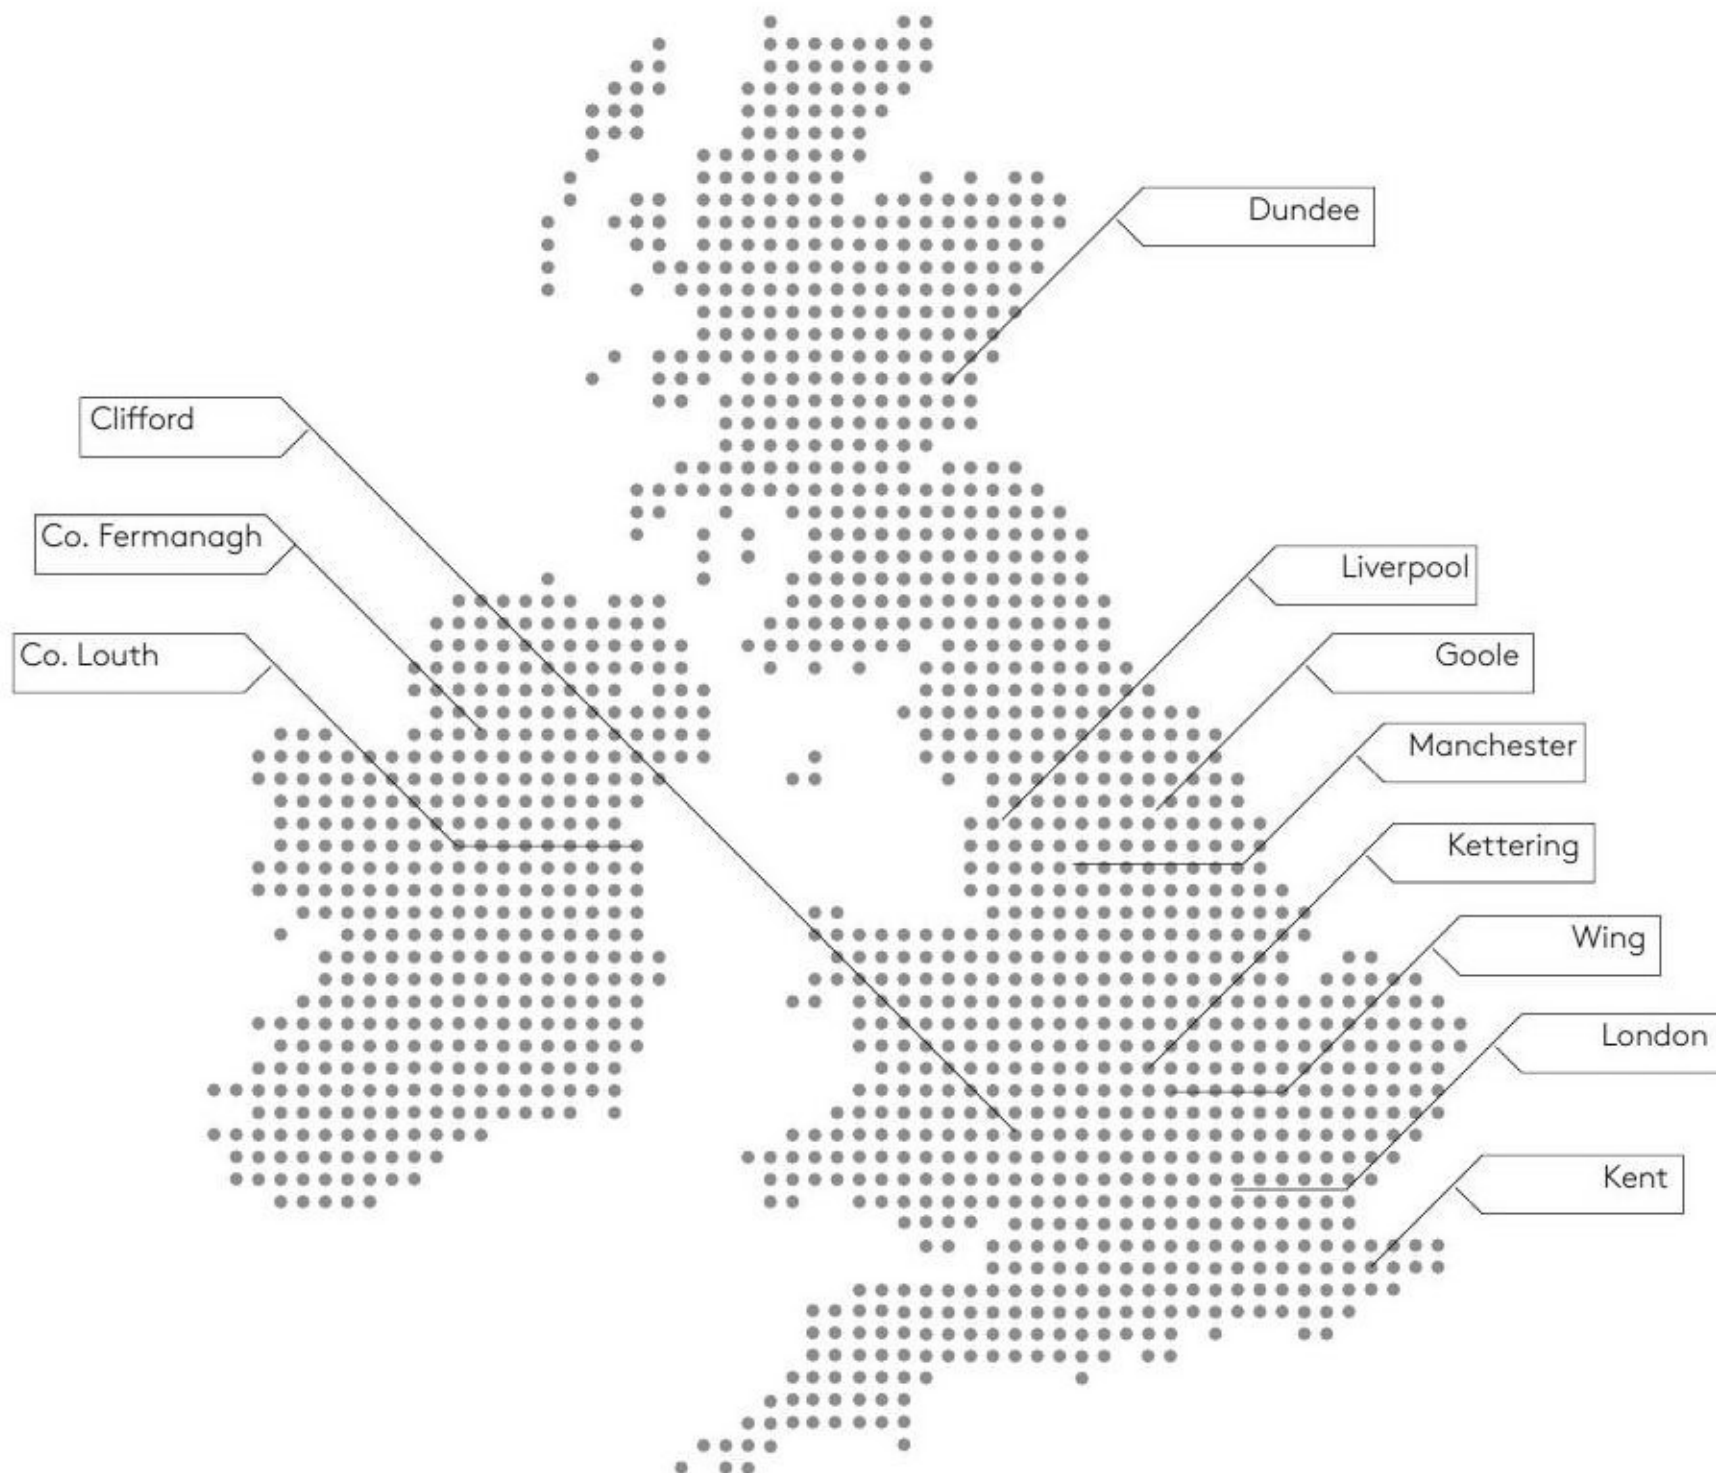 Dundee
Clifford
Co. Fermanagh
Liverpool
Co. Louth
Goole
Manchester
Kettering
Wing
London
Kent